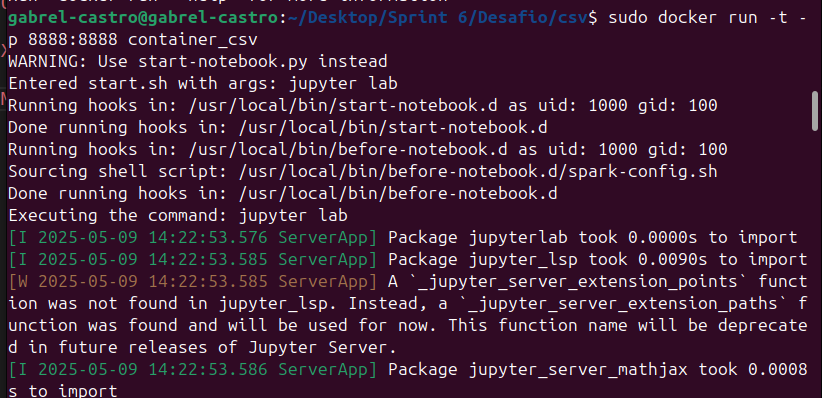 gabrel-castro@gabrel-castro:~/Desktop/Sprint 6/Desafio/csv$ sudo docker run -t -
p 8888:8888 container_csv
WARNING: Use start-notebook.py instead
Entered start.sh with args: jupyter lab
Running hooks in: /usr/local/bin/start-notebook.d as uid: 1000 gid: 100
Done running hooks in: /usr/local/bin/start-notebook.d
Running hooks in: /usr/local/bin/before-notebook.d as uid: 1000 gid: 100
Sourcing shell script: /usr/local/bin/before-notebook.d/spark-config.sh
Done running hooks in: /usr/local/bin/before-notebook.d
Executing the command: jupyter lab
[I 2025-05-09 14:22:53.576 ServerApp] Package jupyterlab took 0.0000s to import
[I 2025-05-09 14:22:53.585 ServerApp] Package jupyter_lsp took 0.0090s to import
[W 2025-05-09 14:22:53.585 ServerApp] A `_jupyter_server_extension_points` funct
ion was not found in jupyter_lsp. Instead, a `_jupyter_server_extension_paths` f
unction was found and will be used for now. This function name will be deprecate
d in future releases of Jupyter Server.
[I 2025-05-09 14:22:53.586 ServerApp] Package jupyter_server_mathjax took 0.0008
s to import